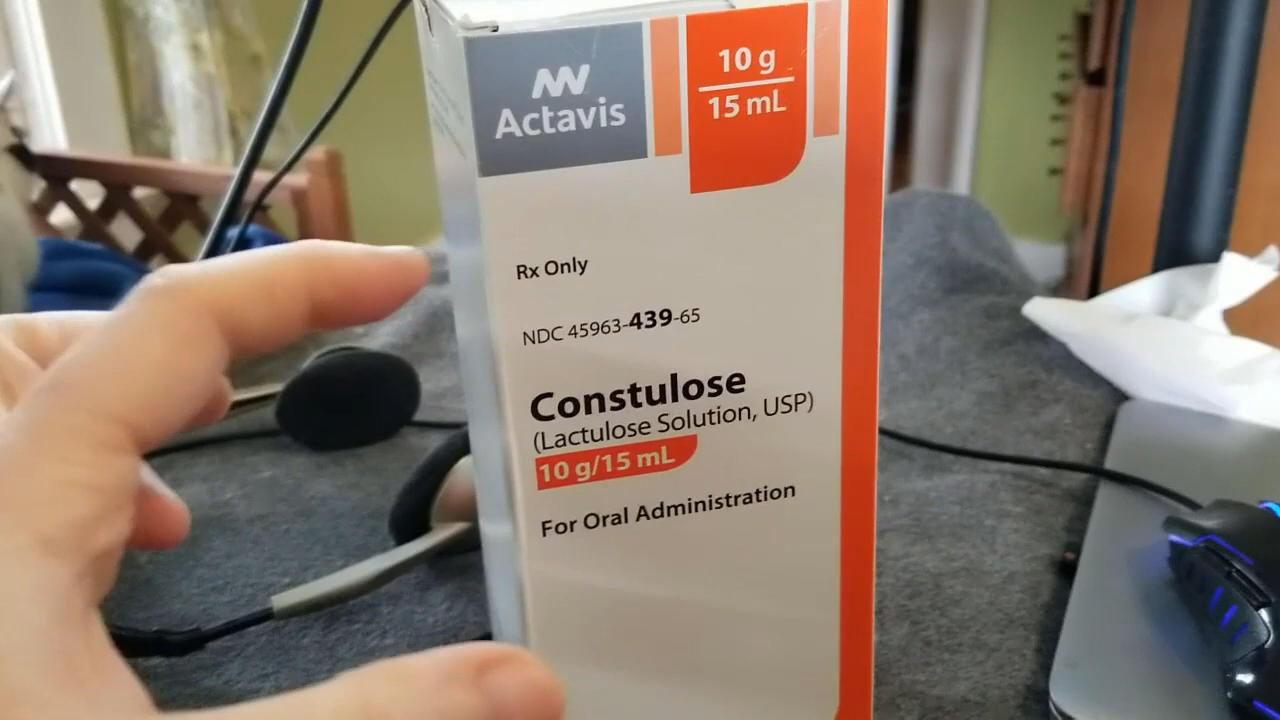 Actavis
10 g
15 mL
Rx Only
NDC 45963-439-65
Constulose
(Lactulose Solution, USP)
10 g/15 mL
For Oral Administration